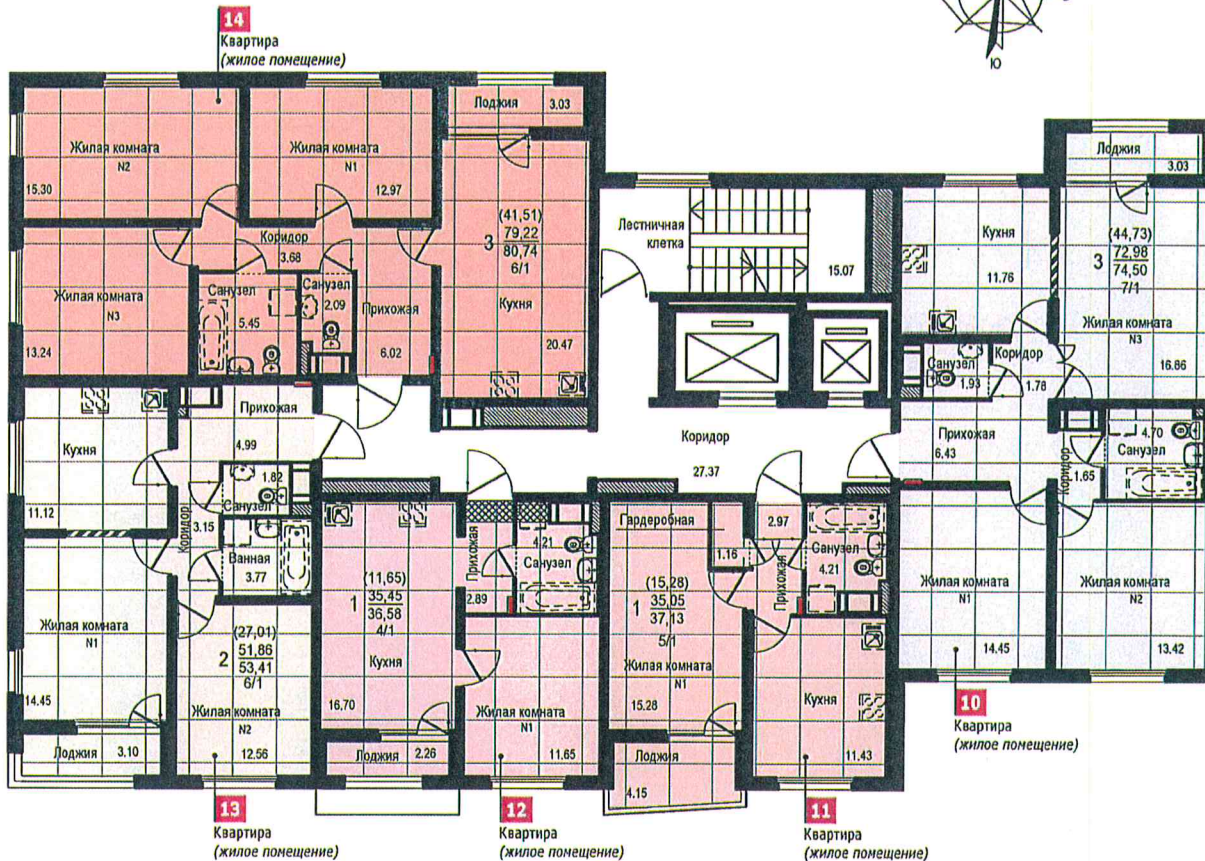 Ю
14
Квартира
(жилое помещение)
Лоджия 3.03
Жилая комната
N2
15.30
Жилая комната
N1
12.97
(41,51)
3 79,22
80,74
6/1
Кухня
20.47
Коридор
3.68
Санузел
5.45
Санузел
2.09
Прихожая
6.02
Жилая комната
N3
13.24
Лестничная
клетка
15.07
Лоджия
3.03
Кухня
11.76
(44,73)
3 72,98
74,50
7/1
Жилая комната
N3
16.86
Санузел
1.93
Коридор
1.78
Прихожая
6.43
Коридор
1.65
4.70
Санузел
Жилая комната
N1
14.45
Жилая комната
N2
13.42
10
Квартира
(жилое помещение)
Коридор
27.37
Кухня
11.12
Прихожая
4.99
1.82
Санузел
Коридор
3.15
Ванная
3.77
Жилая комната
N1
14.45
(27,01)
2 51,86
53,41
6/1
Жилая комната
N2
12.56
Лоджия 3.10
13
Квартира
(жилое помещение)
(11,65)
1 35,45
36,58
4/1
Кухня
16.70
Прихожая
2.89
4.21
Санузел
Жилая комната
N1
11.65
Лоджия 2.26
12
Квартира
(жилое помещение)
Гардеробная
1.16
2.97
Прихожая
Санузел
4.21
(15,28)
1 35,05
37,13
5/1
Жилая комната
N1
15.28
Кухня
11.43
Лоджия
4.15
11
Квартира
(жилое помещение)